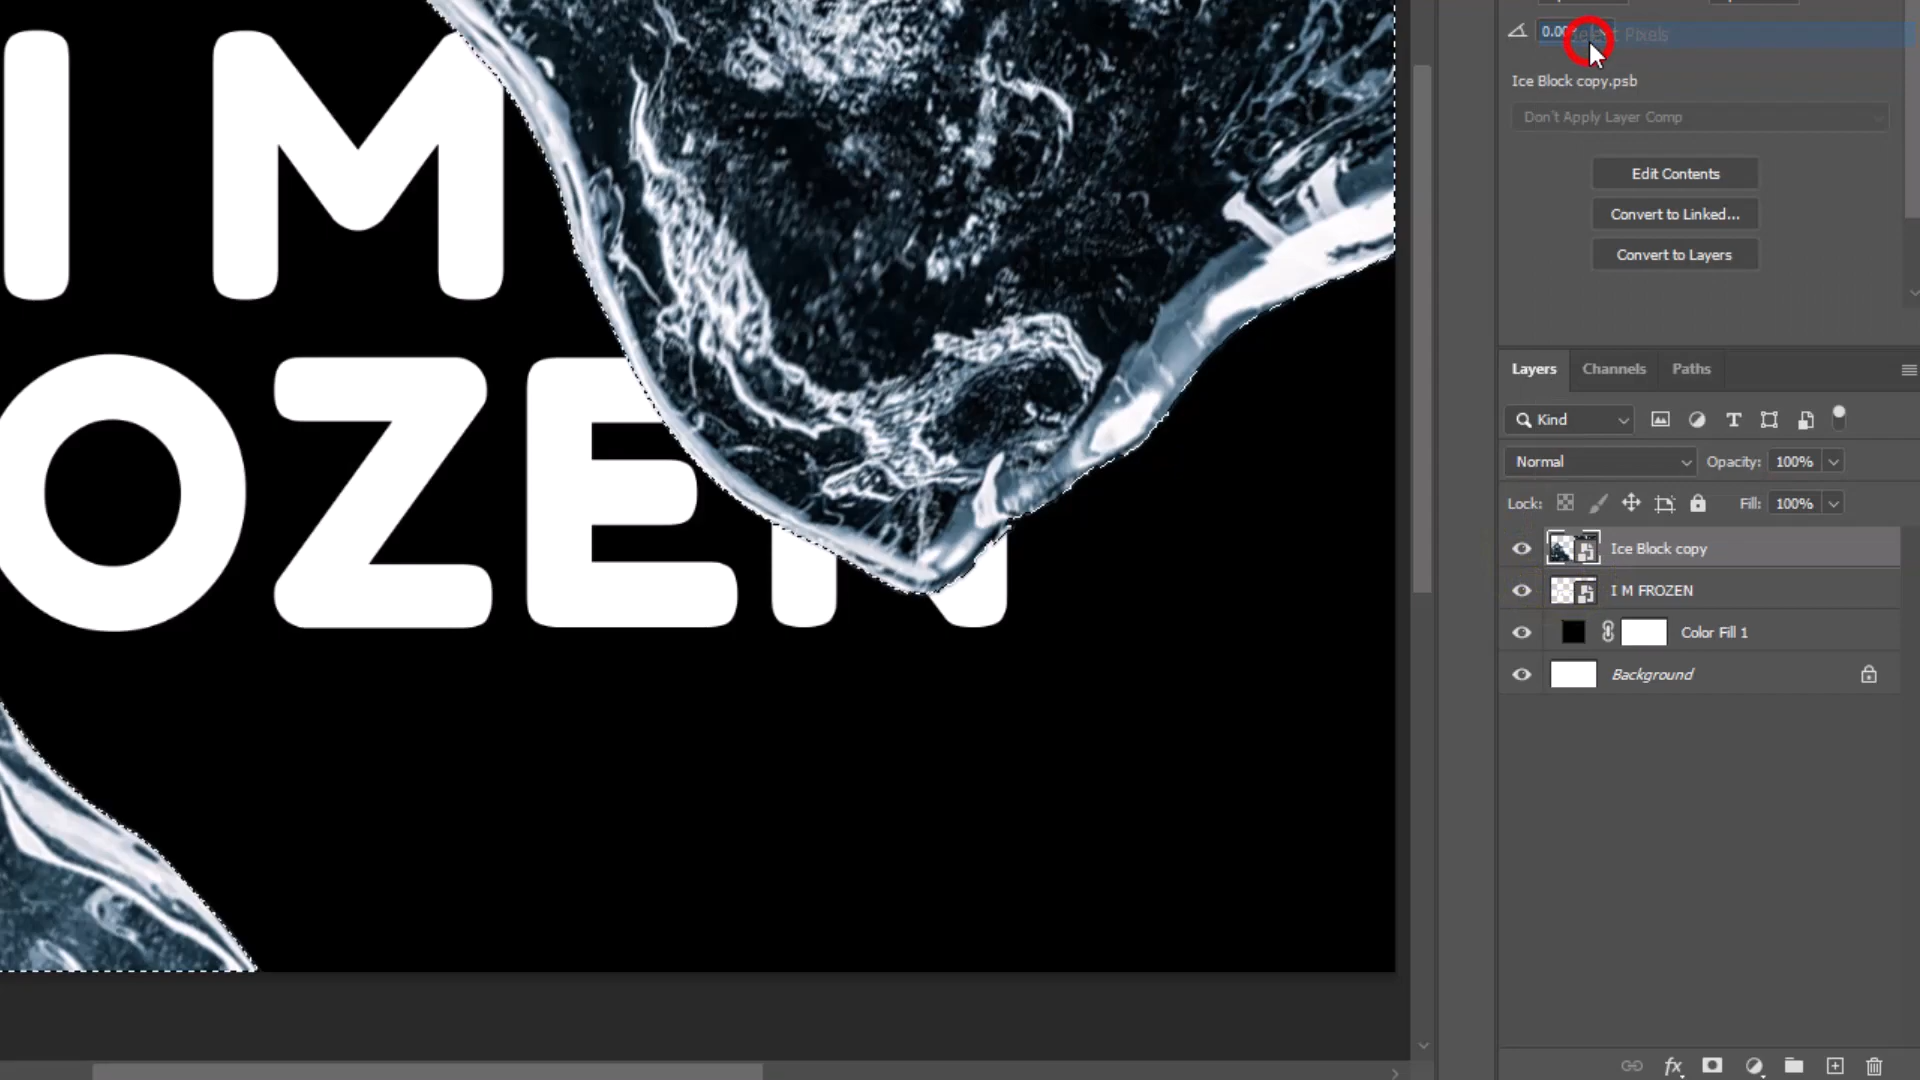 I M
OZEN
0.00
Select Pixels
Ice Block copy.psb
Don't Apply Layer Comp
Edit Contents
Convert to Linked...
Convert to Layers
Layers Channels Paths
Kind
Normal Opacity: 100%
Lock: Fill: 100%
Ice Block copy
I M FROZEN
Color Fill 1
Background
fx